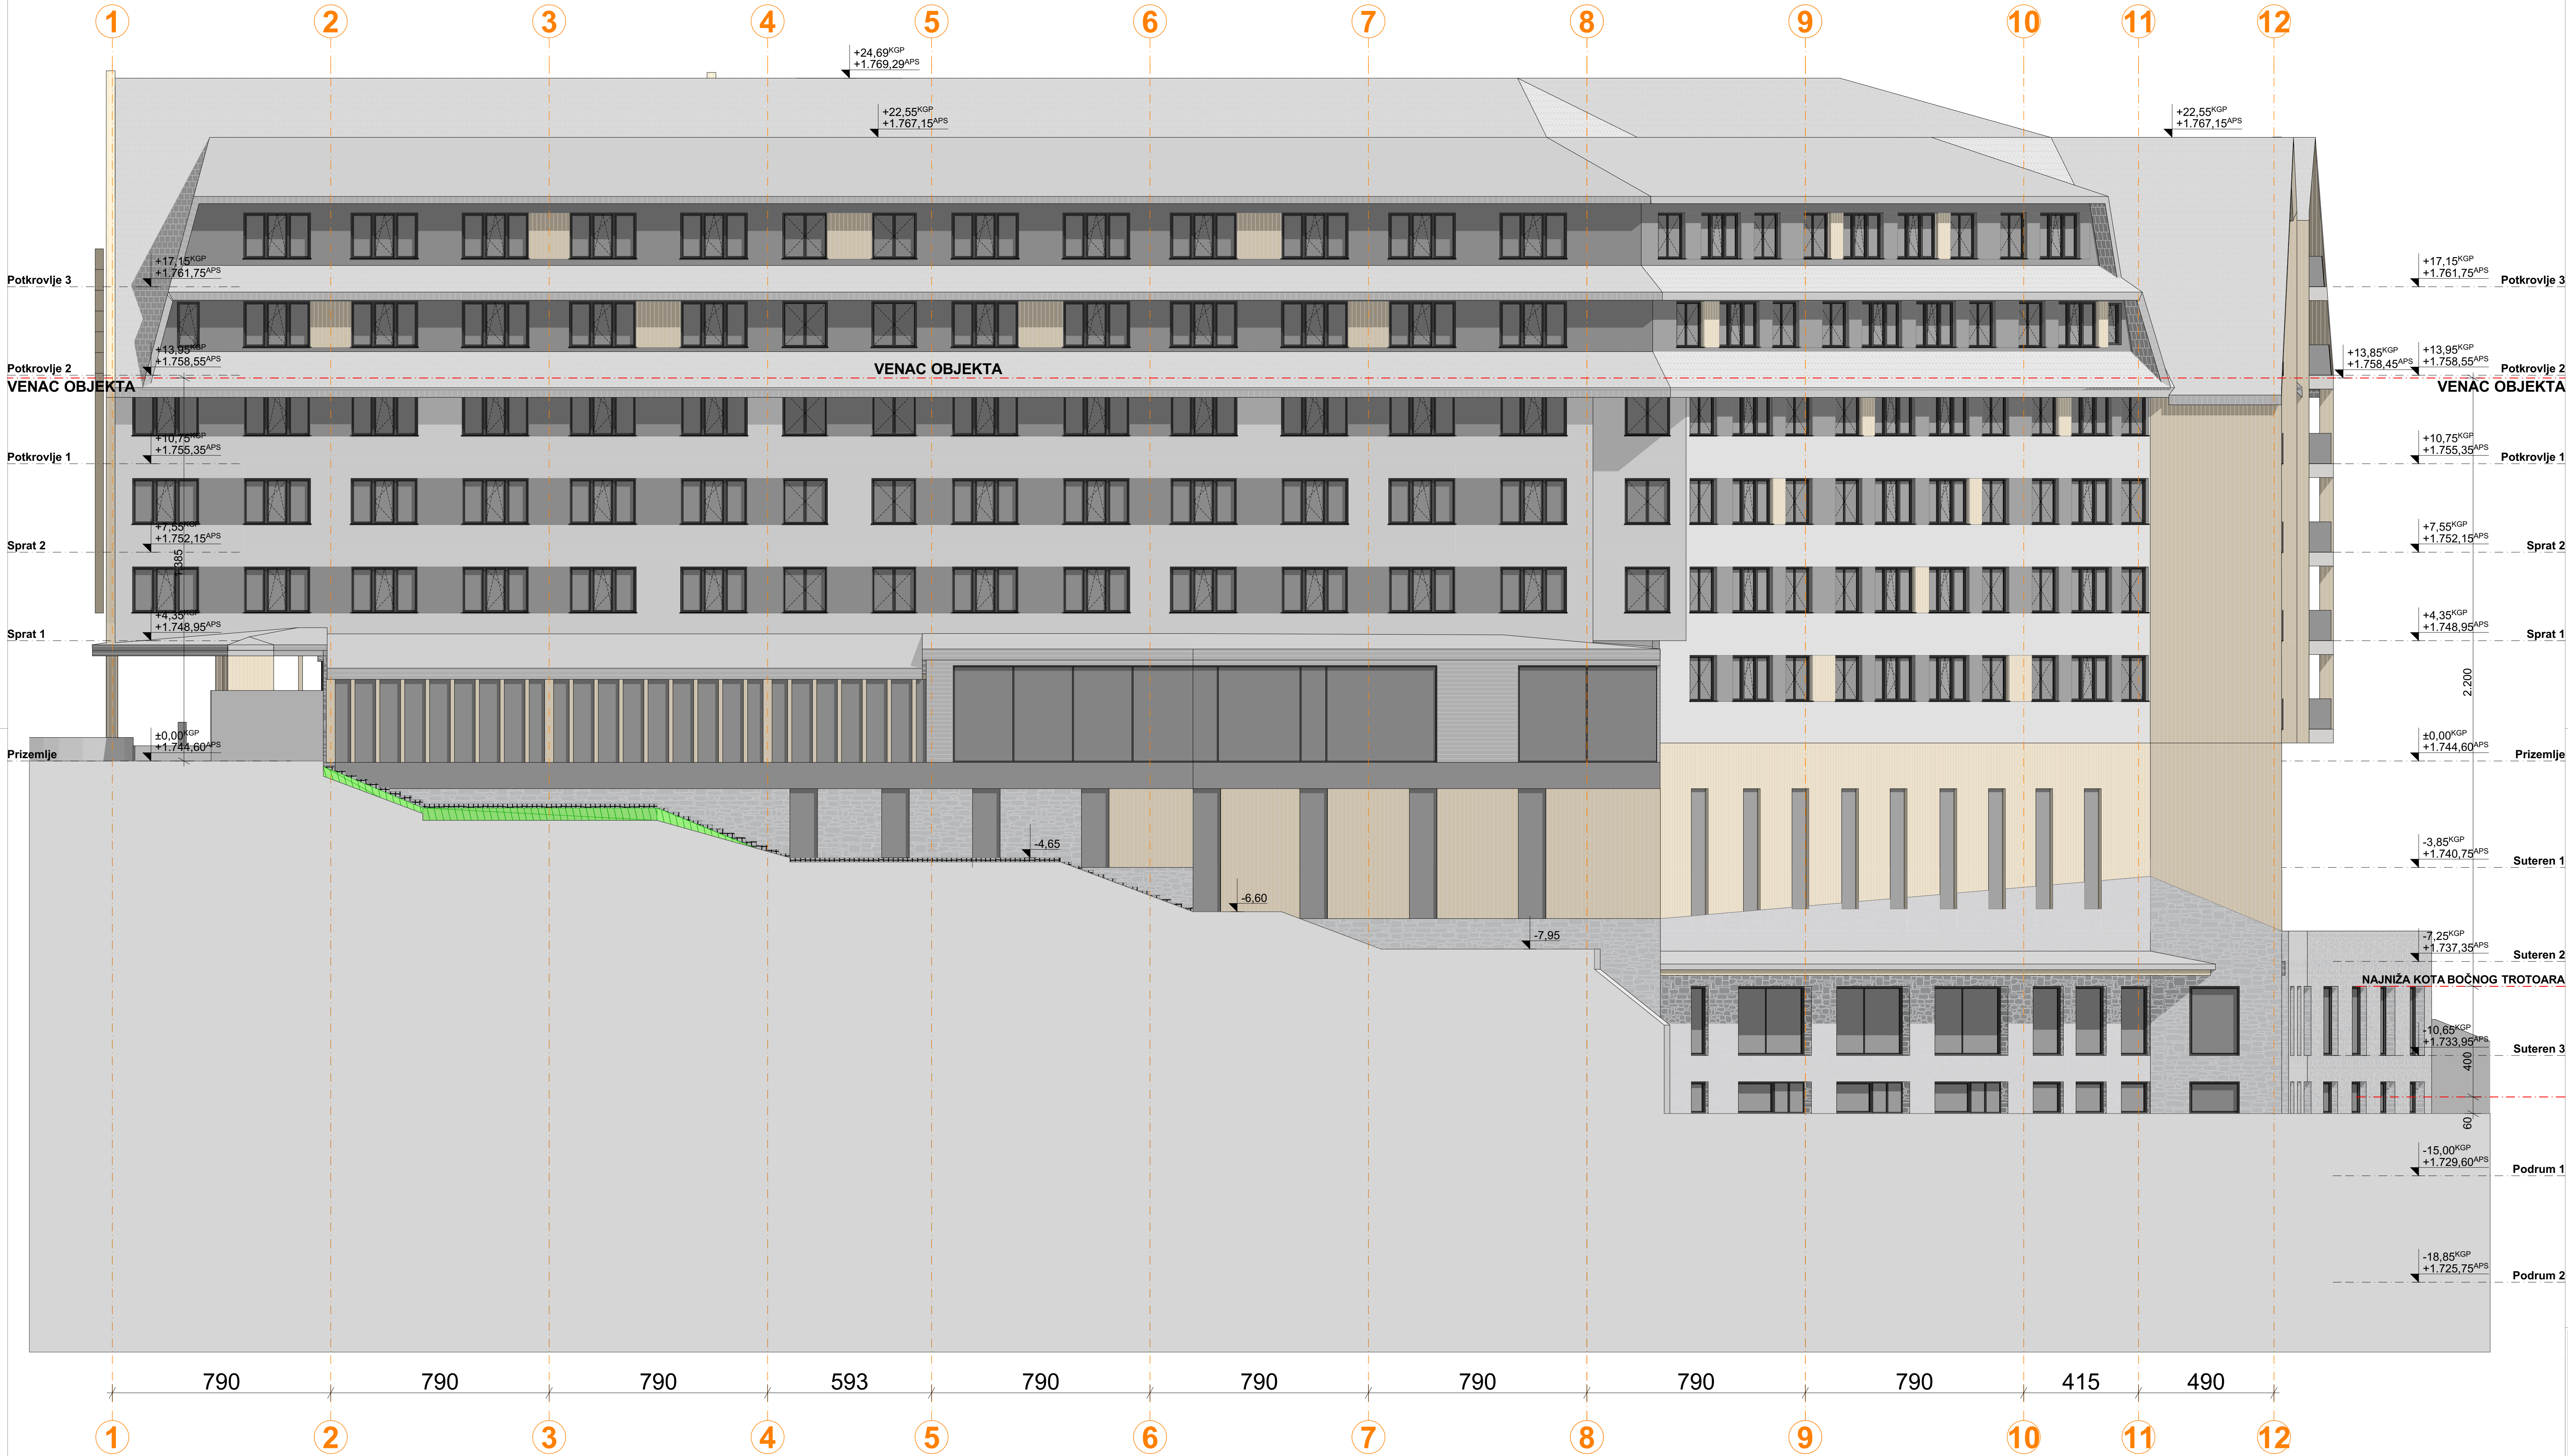 1 2 3 4 5 6 7 8 9 10 11 12
+24,69KGP
+1.769,29APS
+22,55KGP
+1.767,15APS
+22,55KGP
+1.767,15APS
Potkrovlje 3
+17,15KGP
+1.761,75APS
+17,15KGP
+1.761,75APS
Potkrovlje 3
Potkrovlje 2
+13,95KGP
+1.758,55APS
VENAC OBJEKTA
VENAC OBJEKTA
+13,85KGP
+1.758,45APS
+13,95KGP
+1.758,55APS
Potkrovlje 2
VENAC OBJEKTA
Potkrovlje 1
+10,75KGP
+1.755,35APS
+10,75KGP
+1.755,35APS
Potkrovlje 1
Sprat 2
+7,55KGP
+1.752,15APS
1.385
+7,55KGP
+1.752,15APS
Sprat 2
Sprat 1
+4,35KGP
+1.748,95APS
+4,35KGP
+1.748,95APS
Sprat 1
2.200
Prizemlje
±0,00KGP
+1.744,60APS
±0,00KGP
+1.744,60APS
Prizemlje
-4,65
-3,85KGP
+1.740,75APS
Suteren 1
-6,60
-7,95
-7,25KGP
+1.737,35APS
Suteren 2
NAJNIŽA KOTA BOČNOG TROTOARA
-10,65KGP
+1.733,95APS
Suteren 3
400
60
-15,00KGP
+1.729,60APS
Podrum 1
-18,85KGP
+1.725,75APS
Podrum 2
790 790 790 593 790 790 790 790 790 415 490
1 2 3 4 5 6 7 8 9 10 11 12